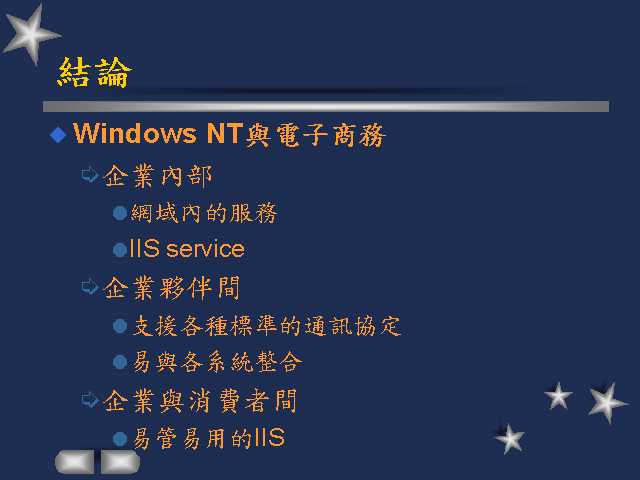 結論
Windows NT與電子商務
企業內部
網域內的服務
IIS service
企業夥伴間
支援各種標準的通訊協定
易與各系統整合
企業與消費者間
易管易用的IIS